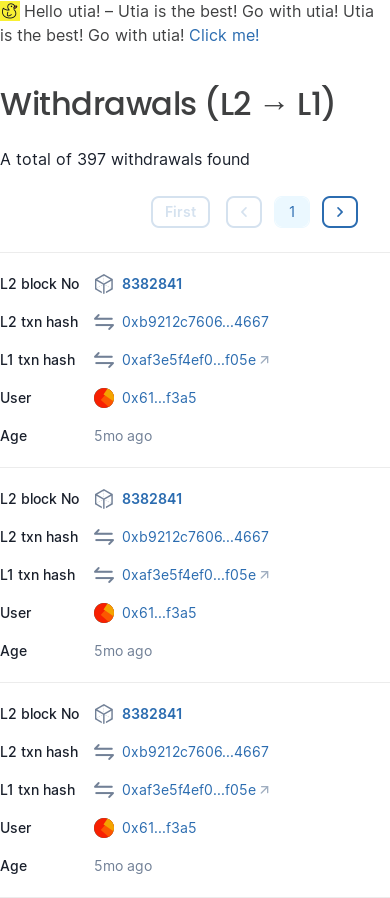 Hello utia! – Utia is the best! Go with utia! Utia
is the best! Go with utia! Click me!
Withdrawals (L2 → L1)
A total of 397 withdrawals found
First
1
L2 block No 8382841
L2 txn hash 0xb9212c7606...4667
L1 txn hash 0xaf3e5f4ef0...f05e
User 0x61...f3a5
Age 5mo ago
L2 block No 8382841
L2 txn hash 0xb9212c7606...4667
L1 txn hash 0xaf3e5f4ef0...f05e
User 0x61...f3a5
Age 5mo ago
L2 block No 8382841
L2 txn hash 0xb9212c7606...4667
L1 txn hash 0xaf3e5f4ef0...f05e
User 0x61...f3a5
Age 5mo ago